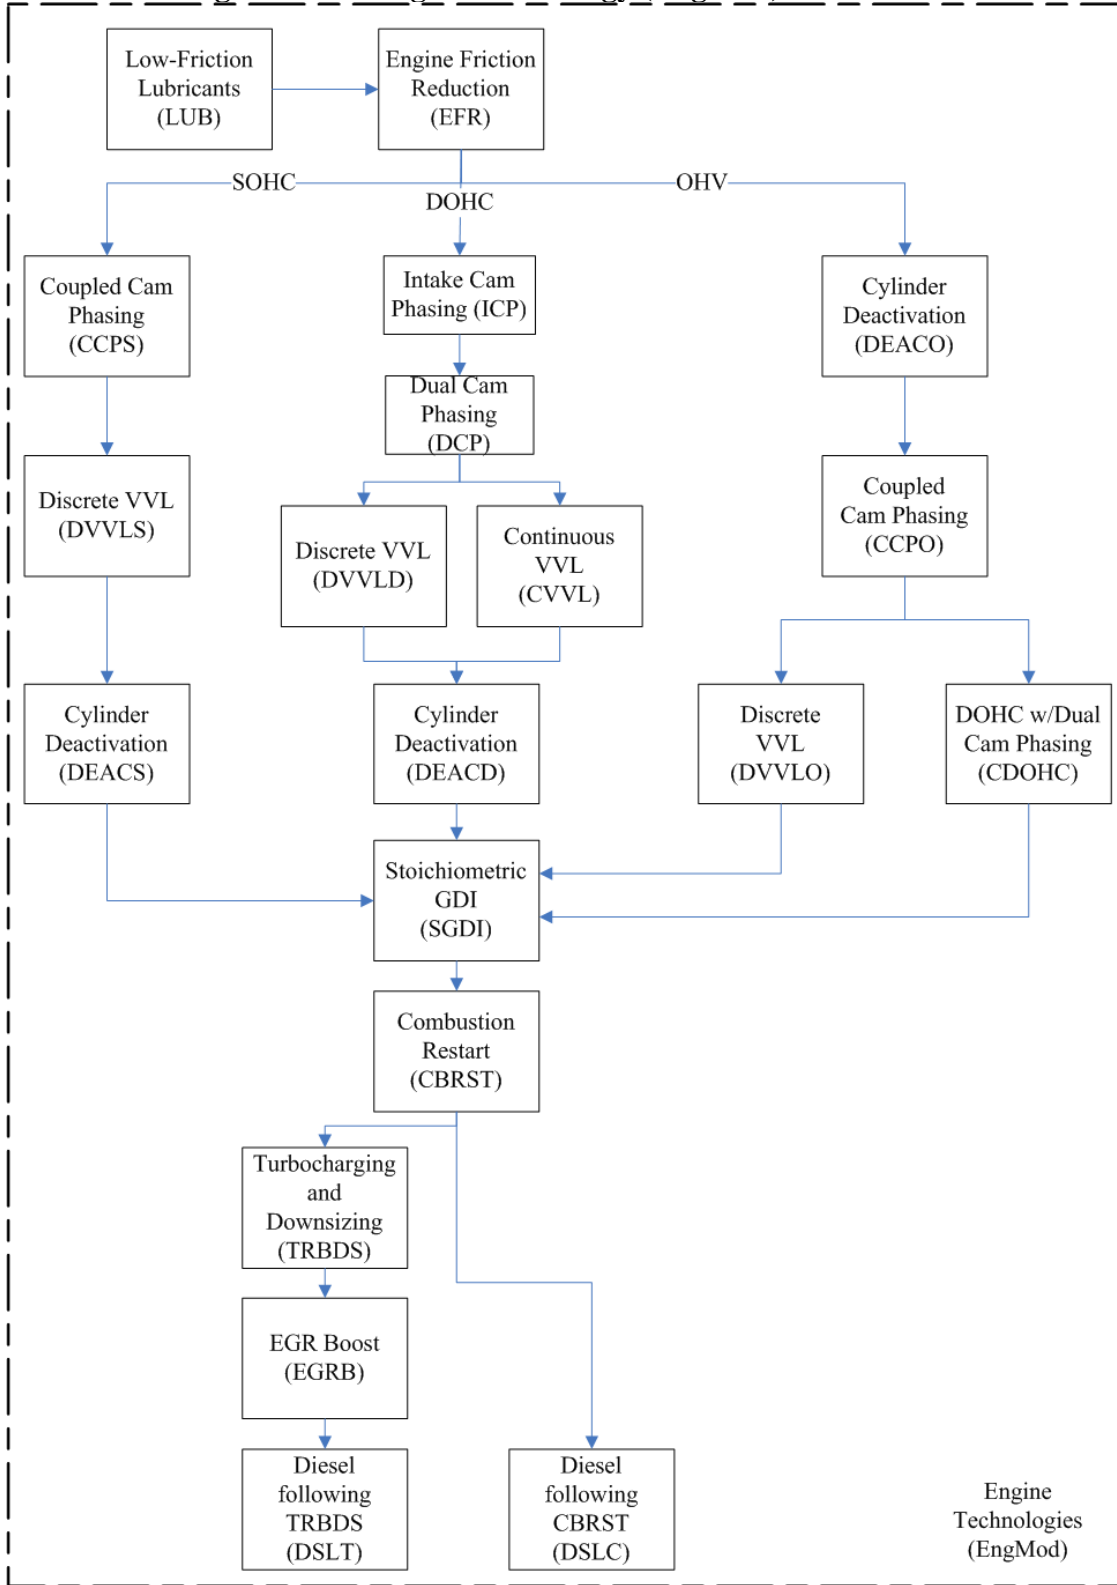 Low-Friction
Lubricants
(LUB)
Engine Friction
Reduction
(EFR)
SOHC
DOHC
OHV
Coupled Cam
Phasing
(CCPS)
Intake Cam
Phasing (ICP)
Cylinder
Deactivation
(DEACO)
Dual Cam
Phasing
(DCP)
Discrete VVL
(DVVLS)
Discrete VVL
(DVVLD)
Continuous
VVL
(CVVL)
Coupled
Cam Phasing
(CCPO)
Cylinder
Deactivation
(DEACS)
Cylinder
Deactivation
(DEACD)
Discrete
VVL
(DVVLO)
DOHC w/Dual
Cam Phasing
(CDOHC)
Stoichiometric
GDI
(SGDI)
Combustion
Restart
(CBRST)
Turbocharging
and
Downsizing
(TRBDS)
EGR Boost
(EGRB)
Diesel
following
TRBDS
(DSLT)
Diesel
following
CBRST
(DSLC)
Engine
Technologies
(EngMod)